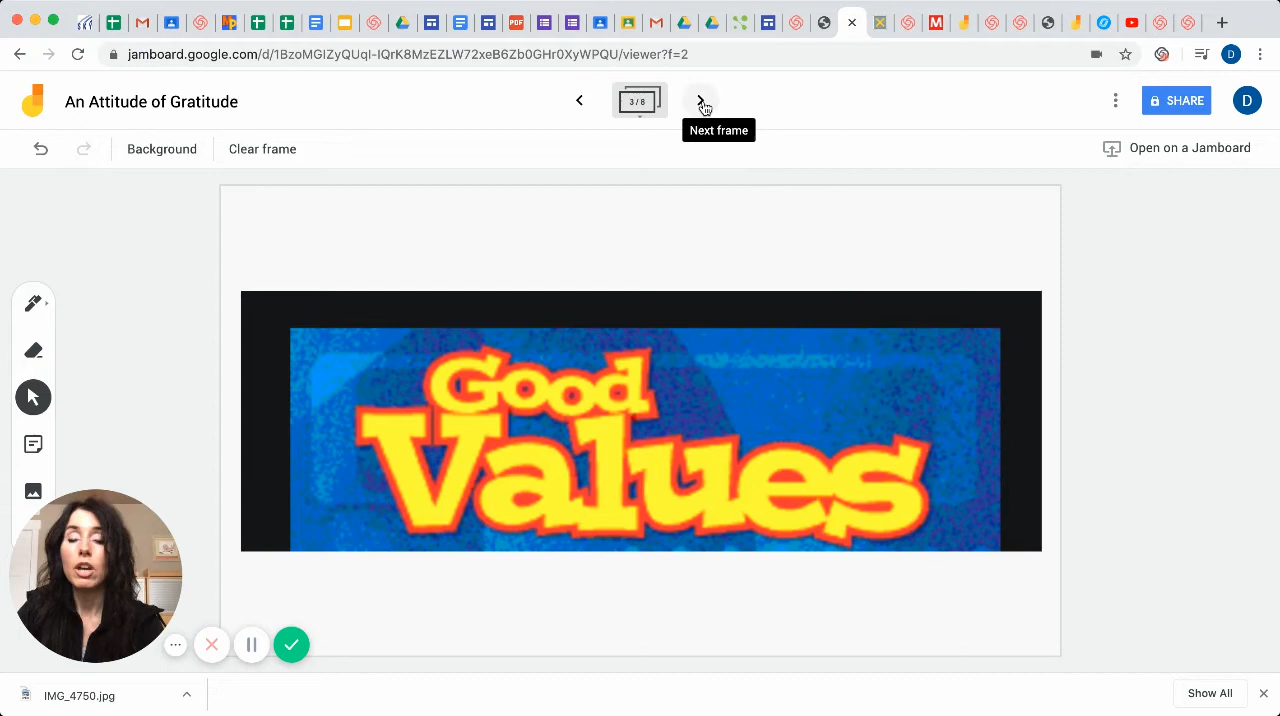 jamboard.google.com/d/1BzoMGIZyQUqI-IQrK8MzEZLW72xeB6Zb0GHr0XyWPQU/viewer?f=2
D
An Attitude of Gratitude
3 / 8
SHARE
D
Next frame
Background
Clear frame
Open on a Jamboard
Good
Values
IMG_4750.jpg
Show All